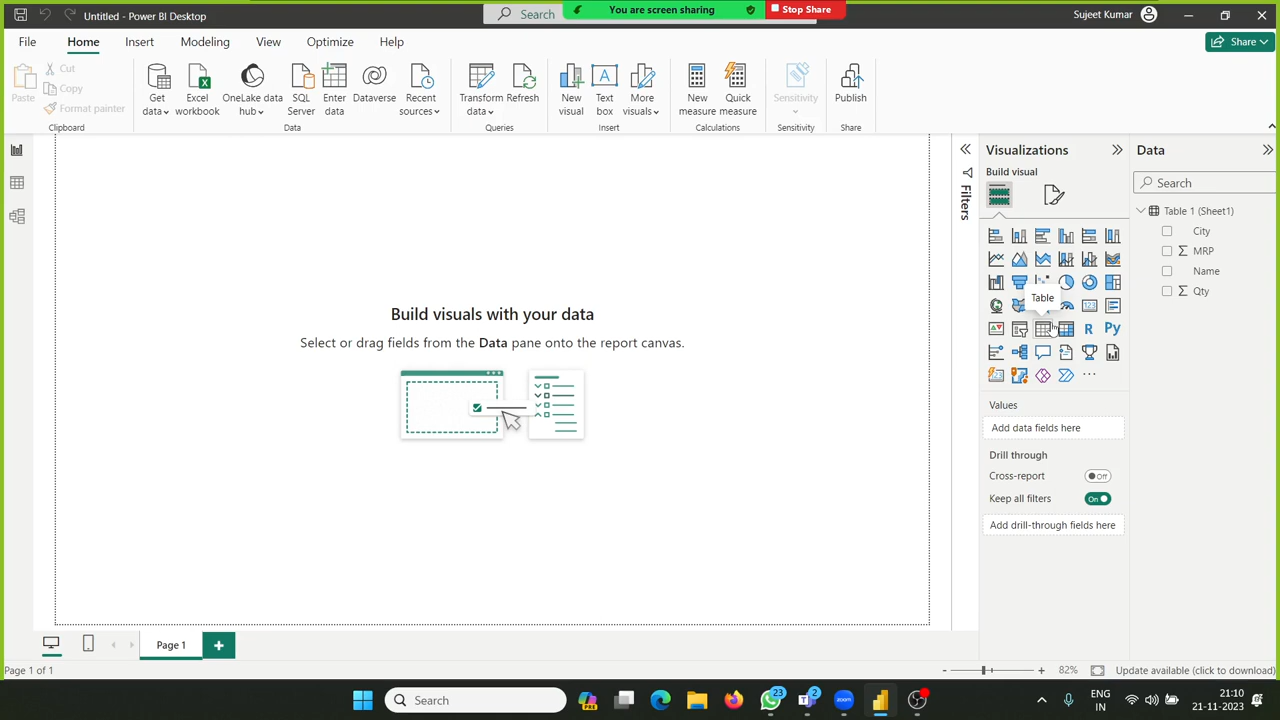 Untitled - Power BI Desktop
Search
You are screen sharing
Stop Share
Sujeet Kumar
File
Home
Insert
Modeling
View
Optimize
Help
Share
Paste
Cut
Copy
Format painter
Clipboard
Get data
Excel workbook
OneLake data hub
SQL Server
Enter data
Dataverse
Recent sources
Data
Transform data
Refresh
Queries
New visual
Text box
More visuals
Insert
New measure
Quick measure
Calculations
Sensitivity
Sensitivity
Publish
Share
Build visuals with your data
Select or drag fields from the Data pane onto the report canvas.
Filters
Visualizations
Build visual
Table
123
R
Py
Values
Add data fields here
Drill through
Cross-report
Off
Keep all filters
On
Add drill-through fields here
Data
Search
Table 1 (Sheet1)
City
MRP
Name
Qty
Page 1
Page 1 of 1
82%
Update available (click to download)
Search
PRE
23
2
zoom
ENG
IN
21:10
21-11-2023